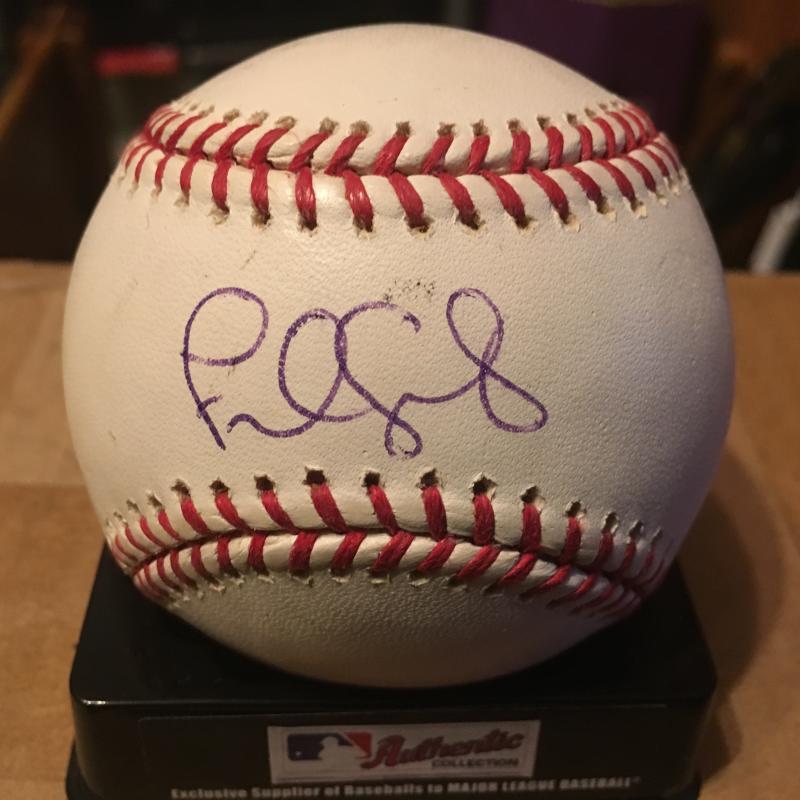 Authentic
COLLECTION
Exclusive Supplier of Baseballs to MAJOR LEAGUE BASEBALL®